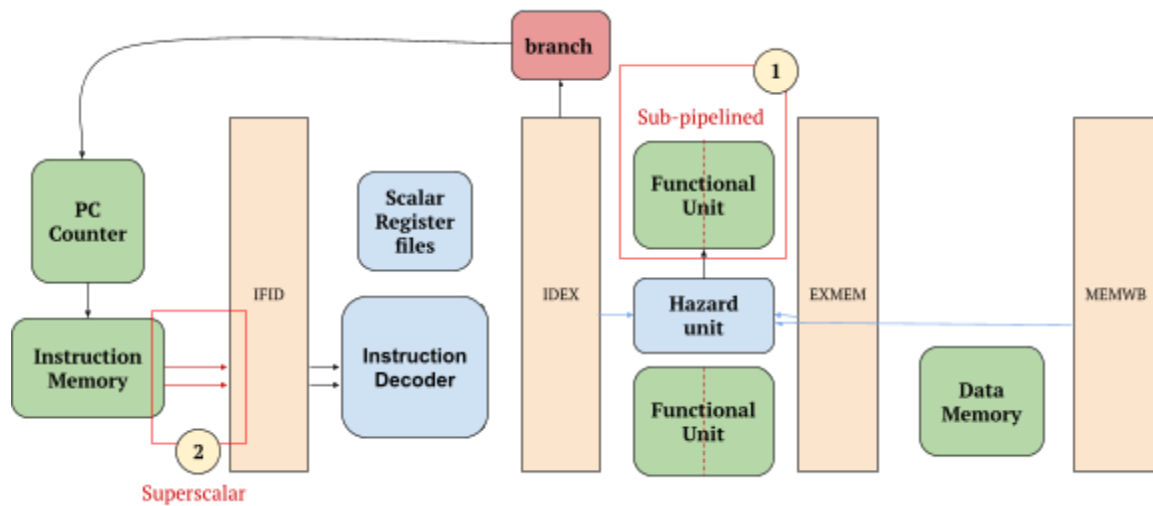 branch
1
Sub-pipelined
Functional
Unit
PC
Counter
Scalar
Register
files
IFID
IDEX
Hazard
unit
EXMEM
MEMWB
Instruction
Memory
Instruction
Decoder
Functional
Unit
Data
Memory
2
Superscalar